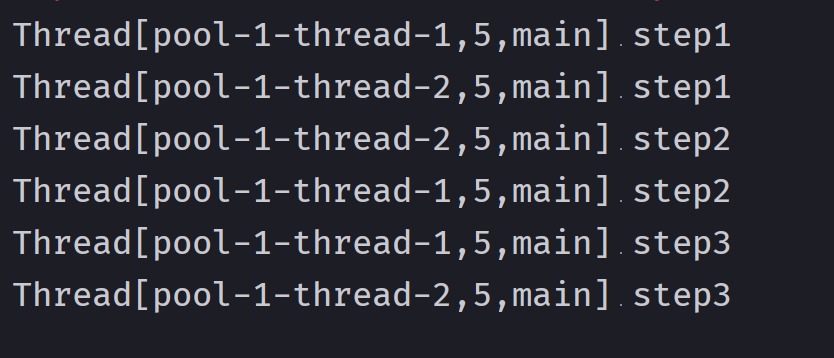 Thread[pool-1-thread-1,5,main] step1
Thread[pool-1-thread-2,5,main] step1
Thread[pool-1-thread-2,5,main] step2
Thread[pool-1-thread-1,5,main] step2
Thread[pool-1-thread-1,5,main] step3
Thread[pool-1-thread-2,5,main] step3